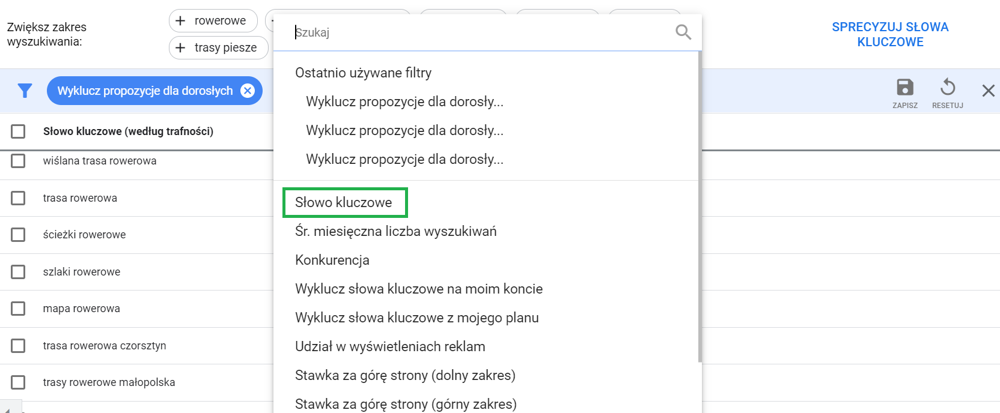 Zwiększ zakres
wyszukiwania:
rowerowe
trasy piesze
SPRECYZUJ SŁOWA
KLUCZOWE
Szukaj
Ostatnio używane filtry
Wyklucz propozycje dla dorosły...
Wyklucz propozycje dla dorosły...
Wyklucz propozycje dla dorosły...
Słowo kluczowe
Śr. miesięczna liczba wyszukiwań
Konkurencja
Wyklucz słowa kluczowe na moim koncie
Wyklucz słowa kluczowe z mojego planu
Udział w wyświetleniach reklam
Stawka za górę strony (dolny zakres)
Stawka za górę strony (górny zakres)
Wyklucz propozycje dla dorosłych
ZAPISZ
RESETUJ
Słowo kluczowe (według trafności)
wiślana trasa rowerowa
trasa rowerowa
ścieżki rowerowe
szlaki rowerowe
mapa rowerowa
trasa rowerowa czorsztyn
trasy rowerowe małopolska